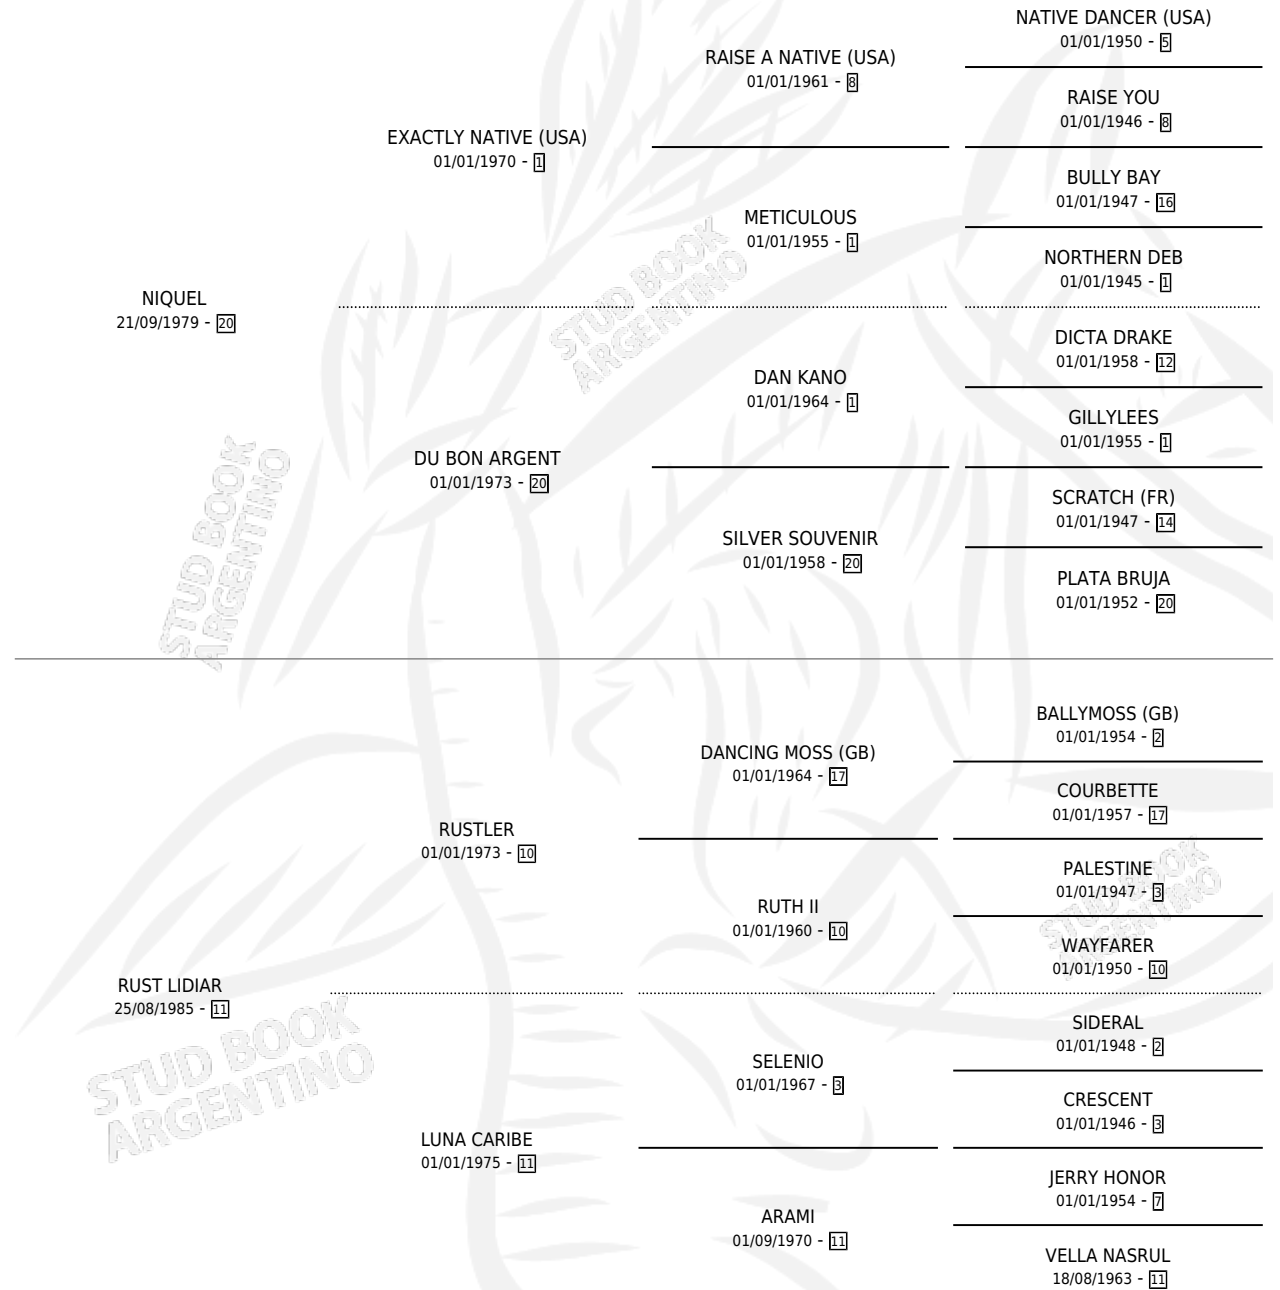 NATIVE DANCER (USA)
01/01/1950 - 5
RAISE A NATIVE (USA)
01/01/1961 - 8
RAISE YOU
01/01/1946 - 8
EXACTLY NATIVE (USA)
01/01/1970 - 1
BULLY BAY
01/01/1947 - 16
METICULOUS
01/01/1955 - 1
NORTHERN DEB
01/01/1945 - 1
NIQUEL
21/09/1979 - 20
DICTA DRAKE
01/01/1958 - 12
DAN KANO
01/01/1964 - 1
GILLYLEES
01/01/1955 - 1
DU BON ARGENT
01/01/1973 - 20
SCRATCH (FR)
01/01/1947 - 14
SILVER SOUVENIR
01/01/1958 - 20
PLATA BRUJA
01/01/1952 - 20
BALLYMOSS (GB)
01/01/1954 - 2
DANCING MOSS (GB)
01/01/1964 - 17
COURBETTE
01/01/1957 - 17
RUSTLER
01/01/1973 - 10
PALESTINE
01/01/1947 - 3
RUTH II
01/01/1960 - 10
WAYFARER
01/01/1950 - 10
RUST LIDIAR
25/08/1985 - 11
SIDERAL
01/01/1948 - 2
SELENIO
01/01/1967 - 3
CRESCENT
01/01/1946 - 3
LUNA CARIBE
01/01/1975 - 11
JERRY HONOR
01/01/1954 - 7
ARAMI
01/09/1970 - 11
VELLA NASRUL
18/08/1963 - 11
STUD BOOK
ARGENTINO
STUD BOOK
ARGENTINO
STUD BOOK
ARGENTINO
STUD BOOK
ARGENTINO